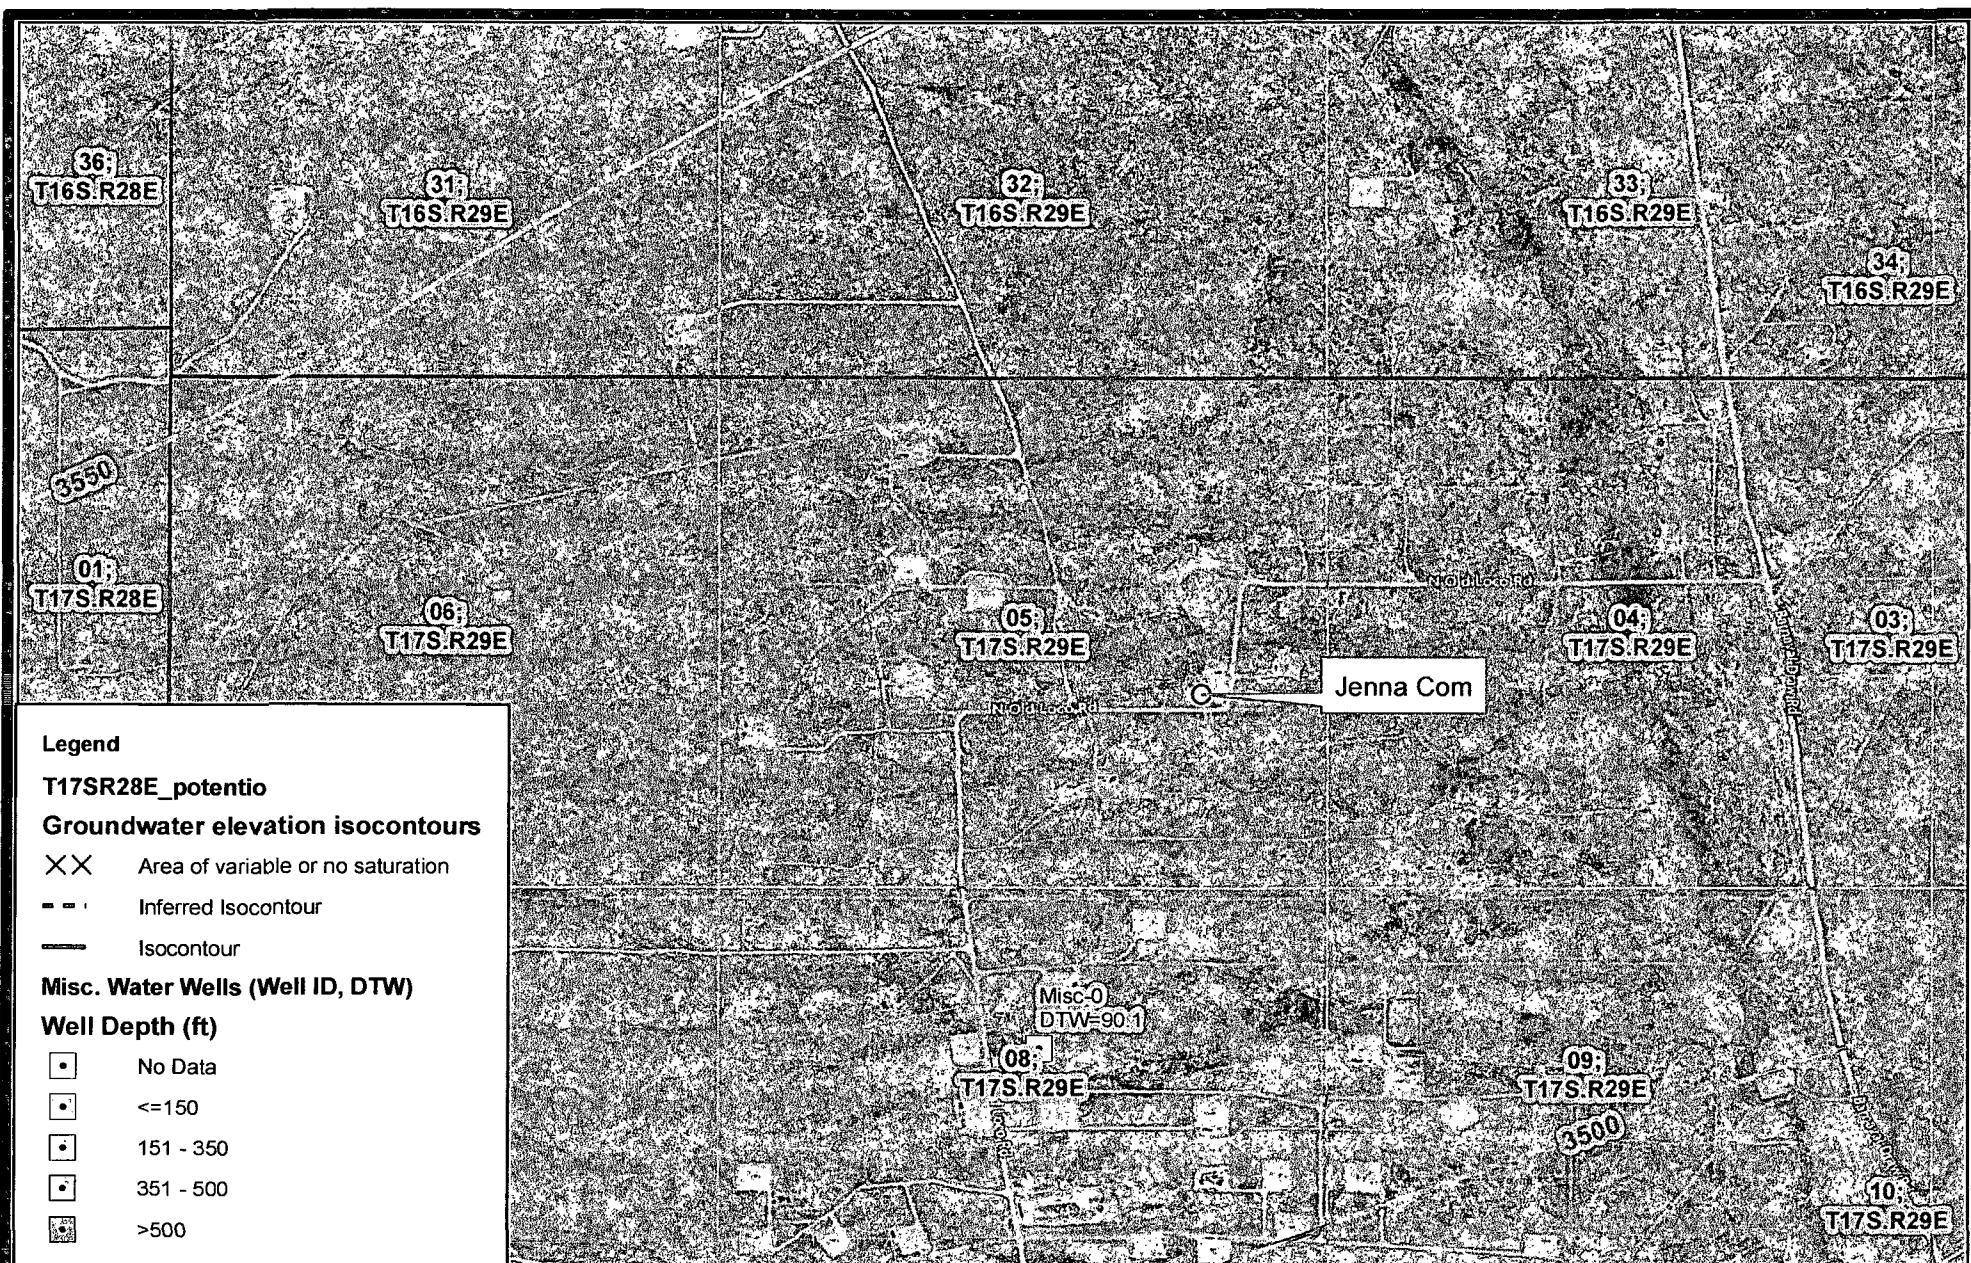 36;
T16S.R28E
31;
T16S.R29E
32;
T16S.R29E
33;
T16S.R29E
34;
T16S.R29E
3550
01;
T17S.R28E
06;
T17S.R29E
05;
T17S.R29E
N Old Loco Rd
04;
T17S.R29E
03;
T17S.R29E
Jenna Com
N Old Loco Rd
Legend
T17SR28E_potentio
Groundwater elevation isocontours
Area of variable or no saturation
Inferred Isocontour
Isocontour
Misc. Water Wells (Well ID, DTW)
Well Depth (ft)
No Data
<=150
151 - 350
351 - 500
>500
Misc-0
DTW=90.1
08;
T17S.R29E
09;
T17S.R29E
3500
10;
T17S.R29E